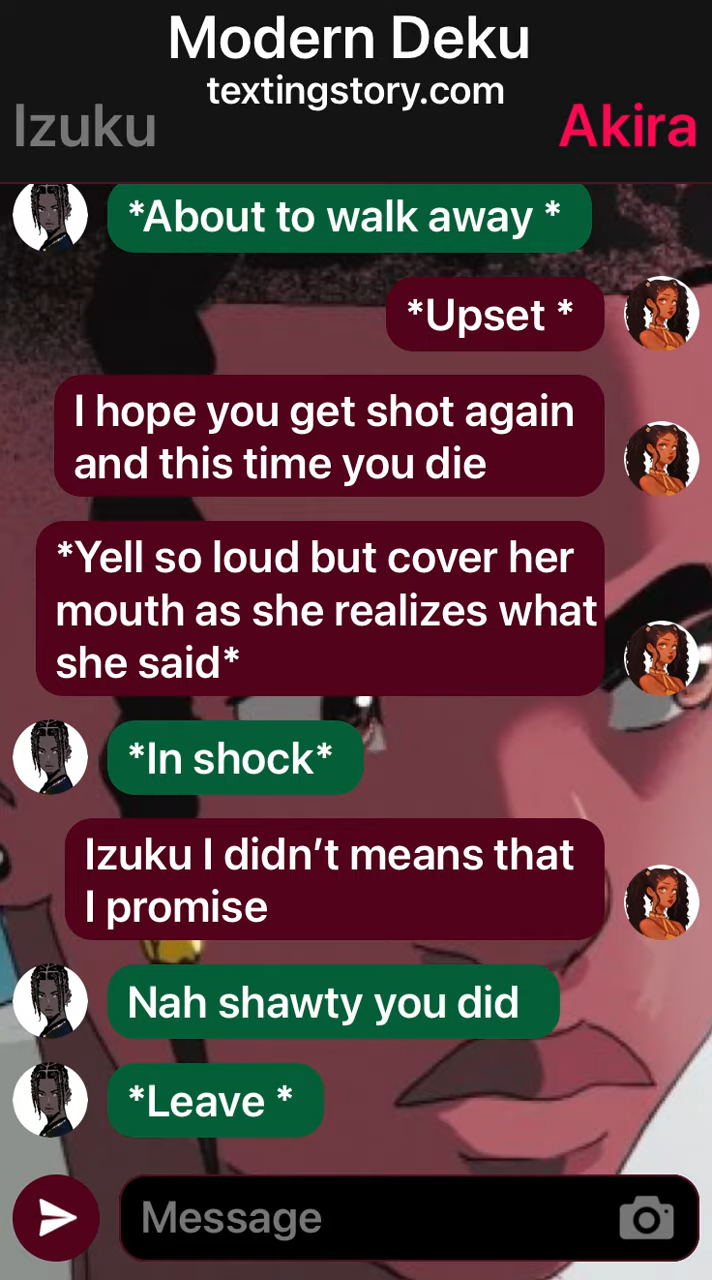 Modern Deku
textingstory.com
Izuku
Akira
*About to walk away *
*Upset *
I hope you get shot again
and this time you die
*Yell so loud but cover her
mouth as she realizes what
she said*
*In shock*
Izuku I didn’t means that
I promise
Nah shawty you did
*Leave *
Message